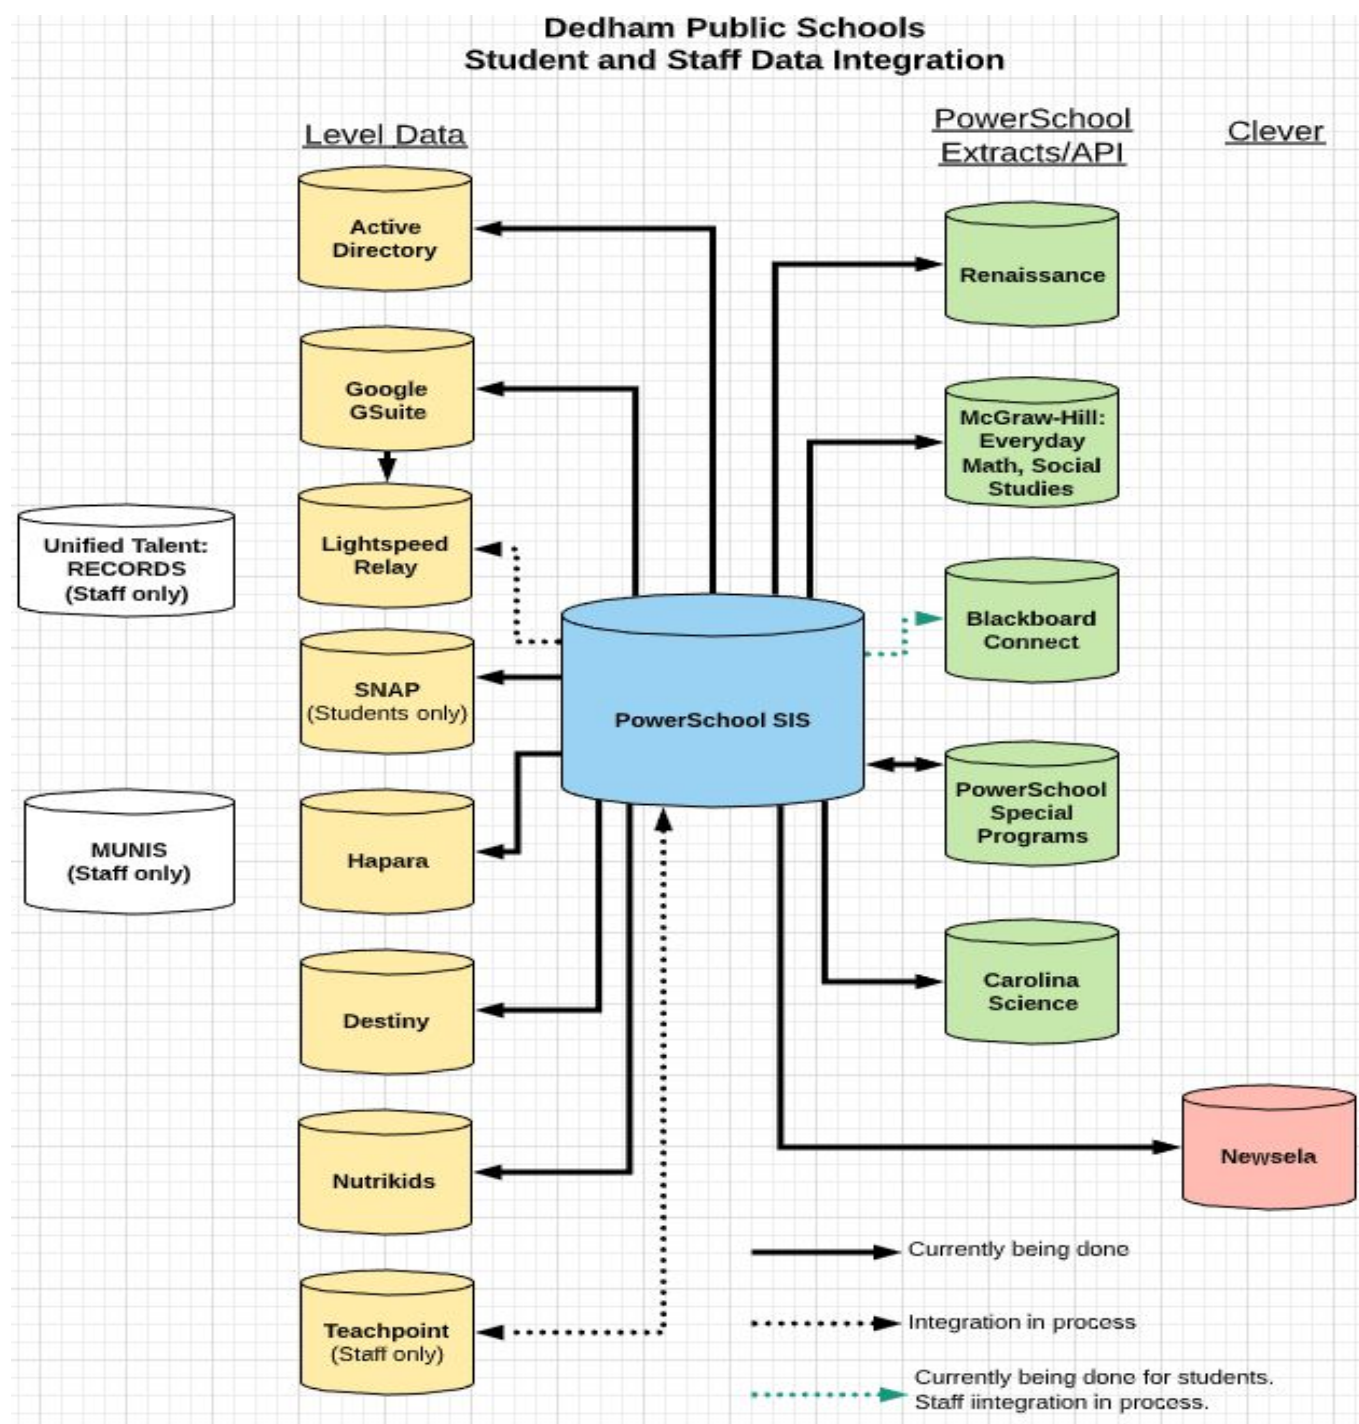 Dedham Public Schools
Student and Staff Data Integration
Level Data
PowerSchool
Extracts/API
Clever
Active
Directory
Renaissance
Google
GSuite
McGraw-Hill:
Everyday
Math, Social
Studies
Unified Talent:
RECORDS
(Staff only)
Lightspeed
Relay
Blackboard
Connect
SNAP
(Students only)
PowerSchool SIS
PowerSchool
Special
Programs
MUNIS
(Staff only)
Hapara
Carolina
Science
Destiny
Newsela
Nutrikids
Teachpoint
(Staff only)
Currently being done
Integration in process
Currently being done for students.
Staff iintegration in process.